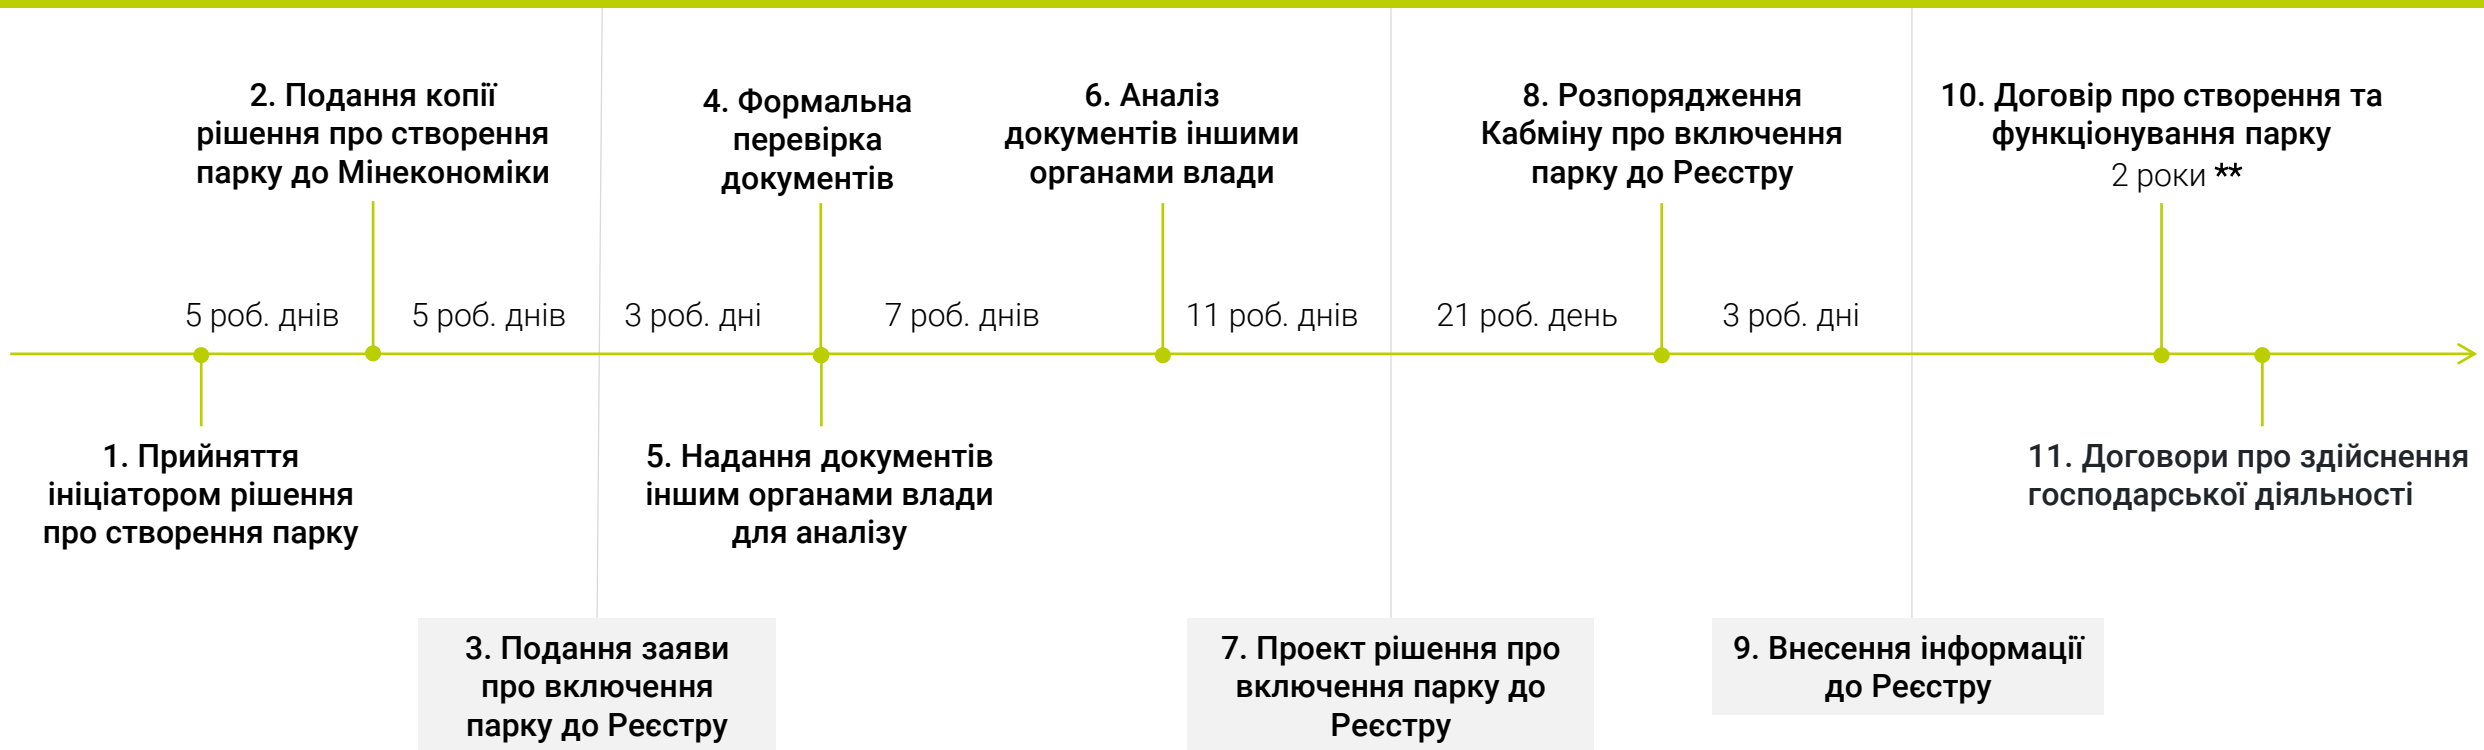 2. Подання копії
рішення про створення
парку до Мінекономіки
4. Формальна
перевірка
документів
6. Аналіз
документів іншими
органами влади
8. Розпорядження
Кабміну про включення
парку до Реєстру
10. Договір про створення та
функціонування парку
2 роки **
5 роб. днів
5 роб. днів
3 роб. дні
7 роб. днів
11 роб. днів
21 роб. день
3 роб. дні
1. Прийняття
ініціатором рішення
про створення парку
5. Надання документів
іншим органами влади
для аналізу
11. Договори про здійснення
господарської діяльності
3. Подання заяви
про включення
парку до Реєстру
7. Проект рішення про
включення парку до
Реєстру
9. Внесення інформації
до Реєстру